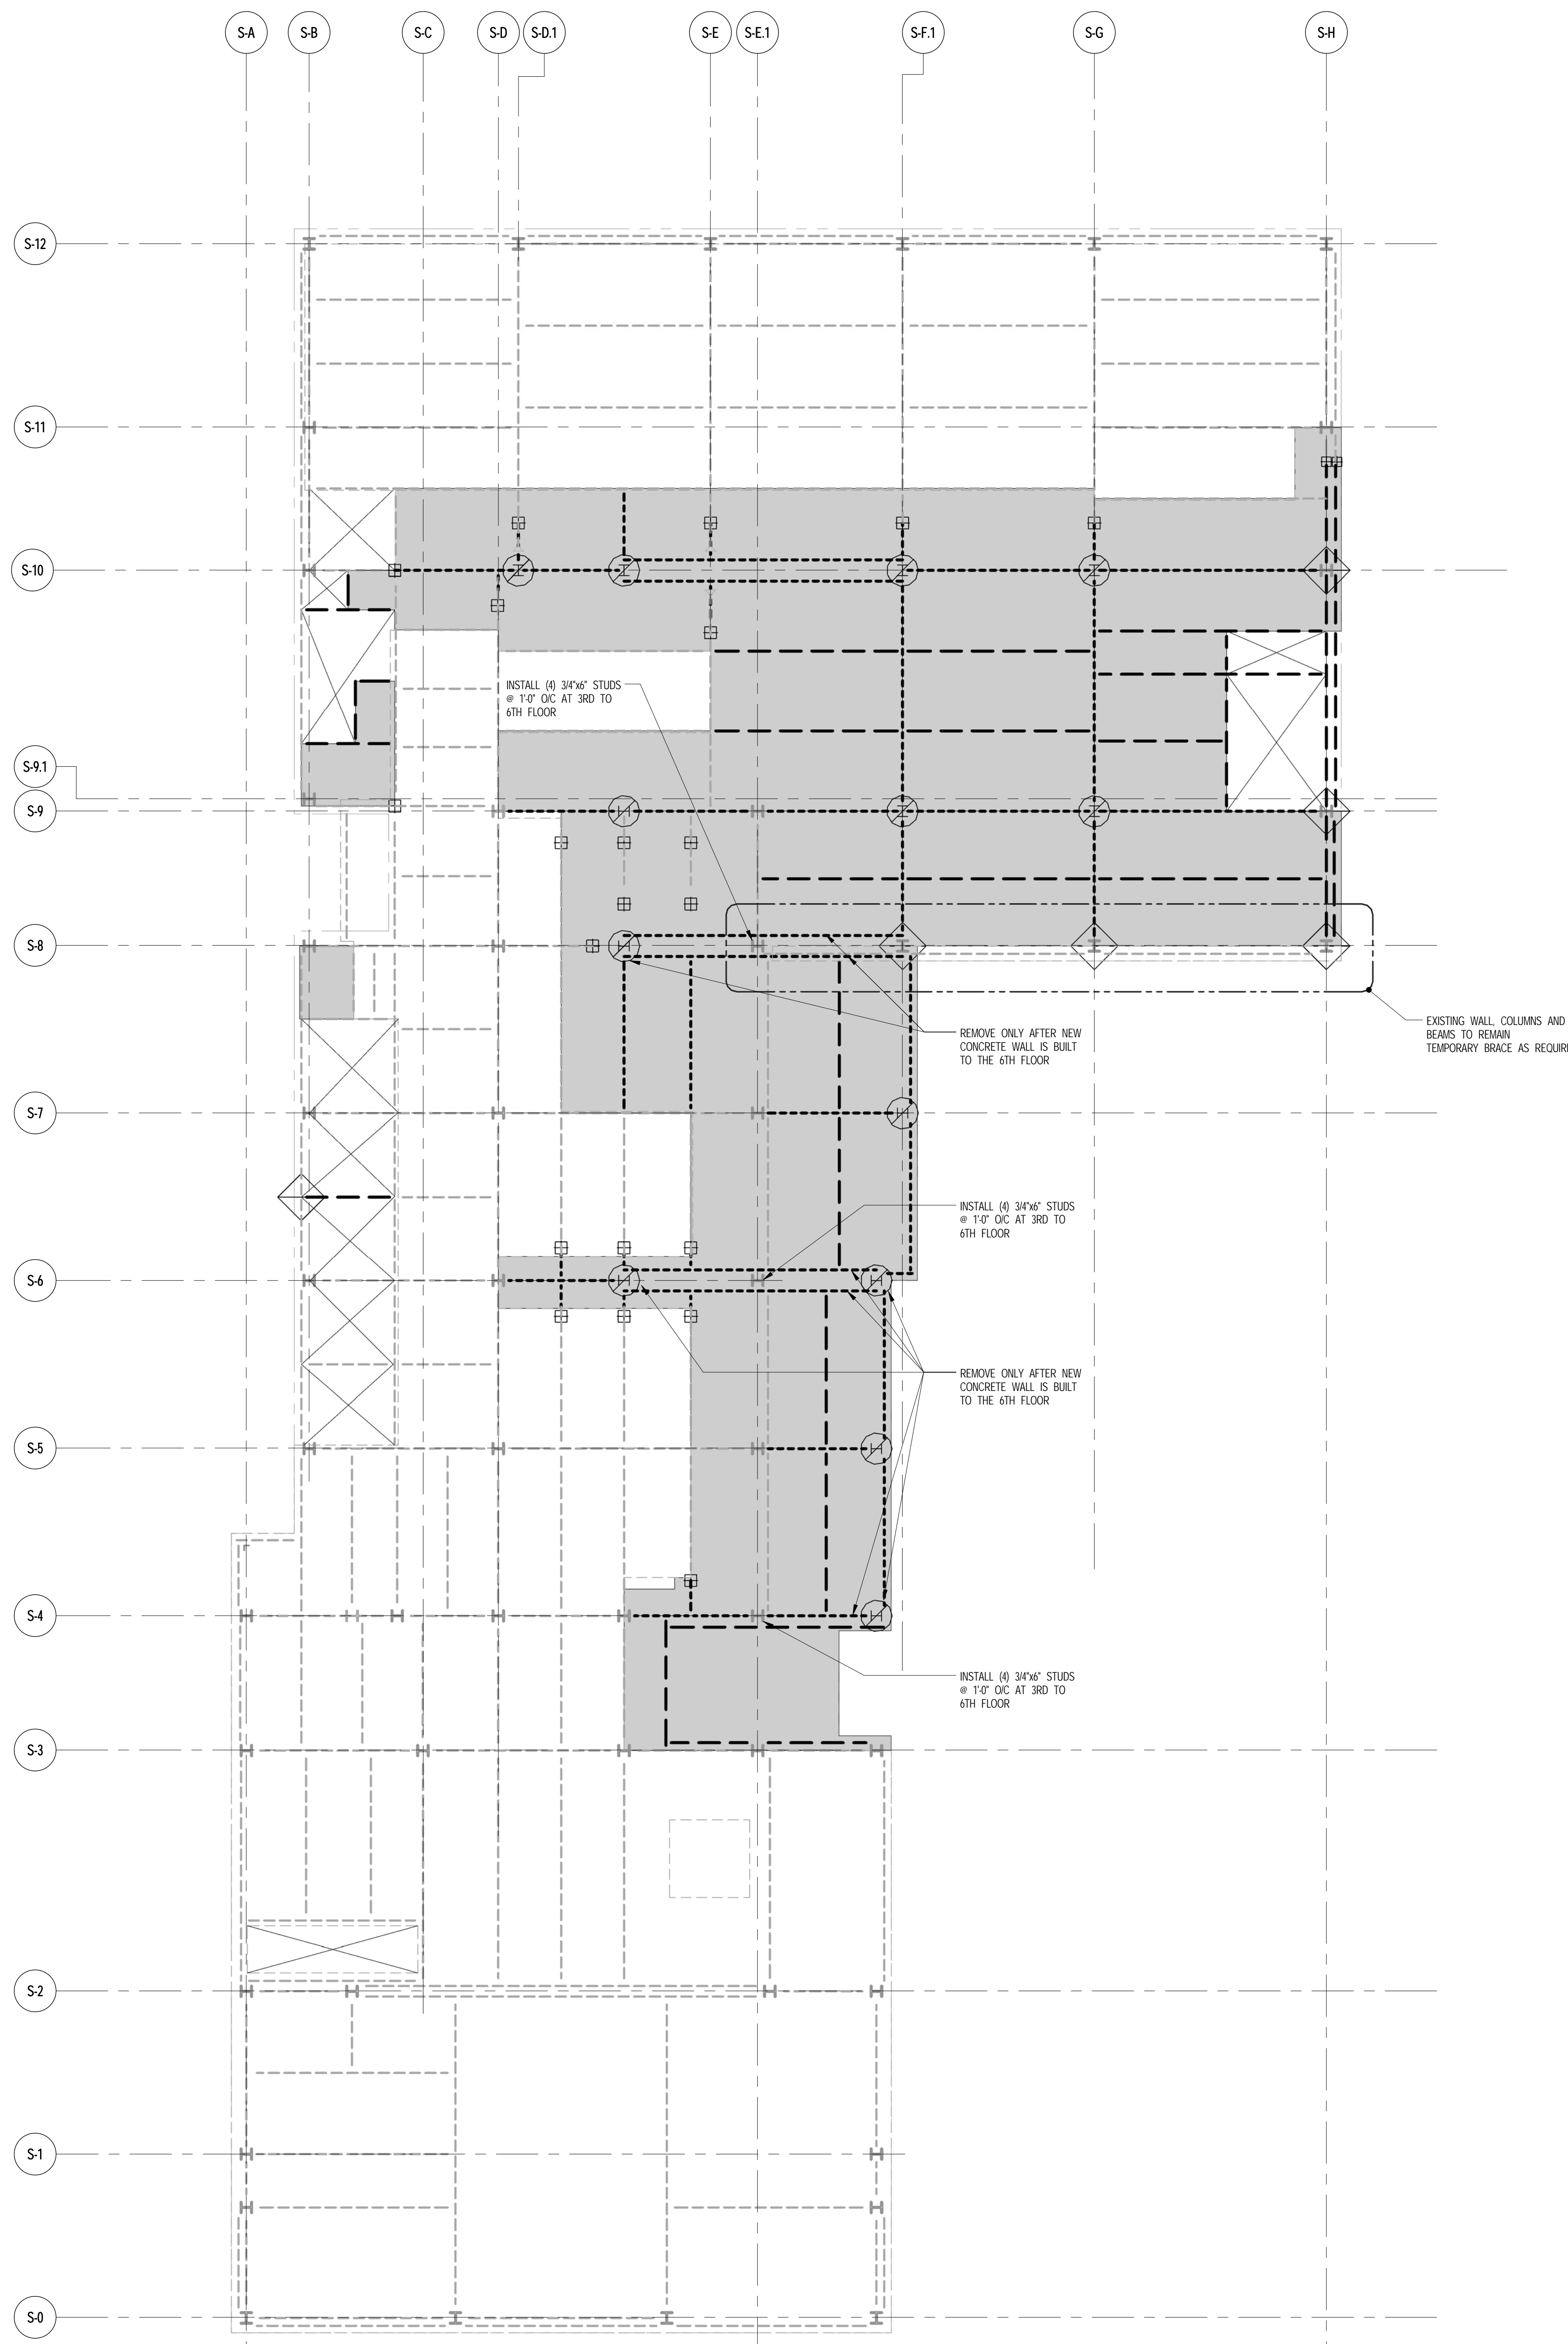 S-A
S-B
S-C
S-D
S-D.1
S-E
S-E.1
S-F.1
S-G
S-H
S-12
S-11
S-10
INSTALL (4) 3/4"x6" STUDS
@ 1'-0" O/C AT 3RD TO
6TH FLOOR
S-9.1
S-9
S-8
EXISTING WALL, COLUMNS AND
BEAMS TO REMAIN
TEMPORARY BRACE AS REQUIR
REMOVE ONLY AFTER NEW
CONCRETE WALL IS BUILT
TO THE 6TH FLOOR
S-7
INSTALL (4) 3/4"x6" STUDS
@ 1'-0" O/C AT 3RD TO
6TH FLOOR
S-6
REMOVE ONLY AFTER NEW
CONCRETE WALL IS BUILT
TO THE 6TH FLOOR
S-5
S-4
INSTALL (4) 3/4"x6" STUDS
@ 1'-0" O/C AT 3RD TO
6TH FLOOR
S-3
S-2
S-1
S-0